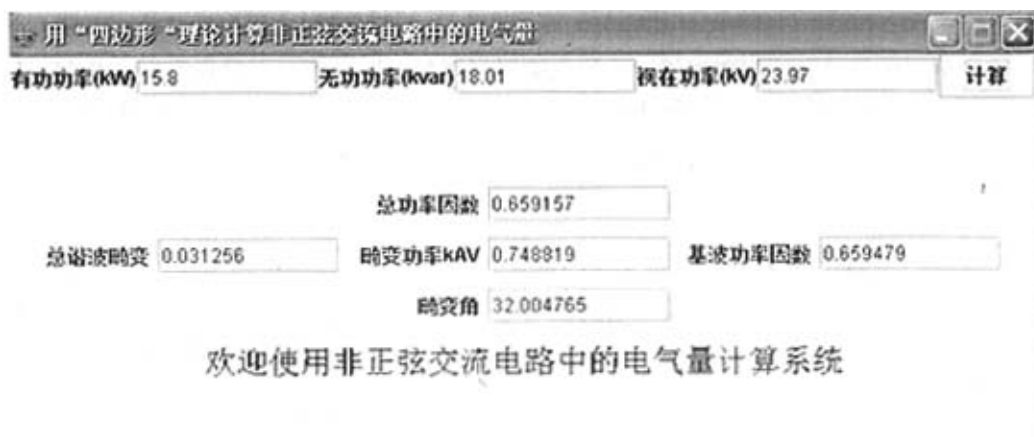 用“四边形“理论计算非正弦交流电路中的电气量
有功功率(kW) 15.8 无功功率(kvar) 18.01 视在功率(kV) 23.97 计算
总功率因数 0.659157
总谐波畸变 0.031256 畸变功率kAV 0.748819 基波功率因数 0.659479
畸变角 32.004765
欢迎使用非正弦交流电路中的电气量计算系统